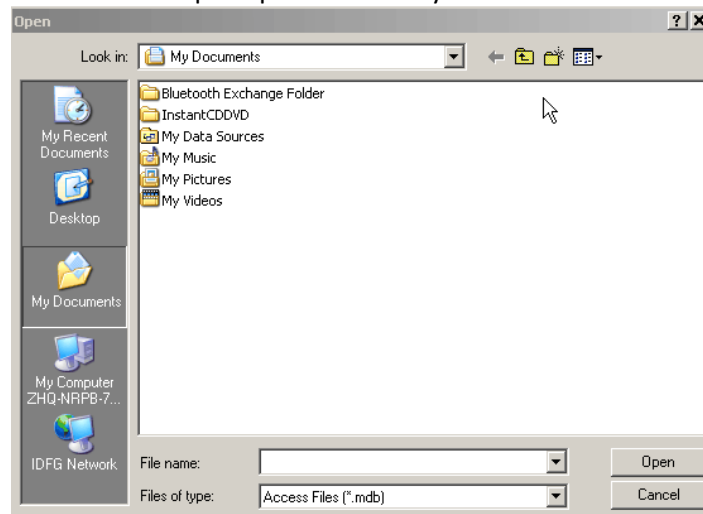 Open
Look in: My Documents
Bluetooth Exchange Folder
InstantCDDVD
My Data Sources
My Music
My Pictures
My Videos
My Recent
Documents
Desktop
My Documents
My Computer
ZHQ-NRPB-7...
IDFG Network
File name:
Open
Files of type: Access Files (*.mdb)
Cancel